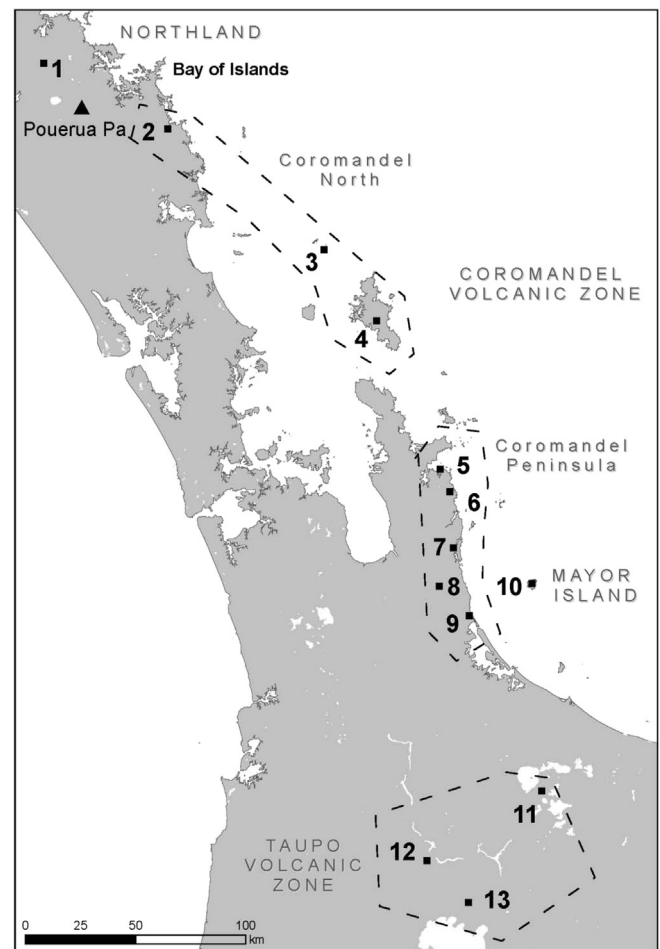 NORTHLAND
1
Bay of Islands
Pouerua Pa
2
Coromandel
North
3
COROMANDEL
VOLCANIC ZONE
4
Coromandel
Peninsula
5
6
7
8
10
MAYOR
ISLAND
9
11
TAUPO
VOLCANIC
ZONE
12
13
0 25 50 100
km